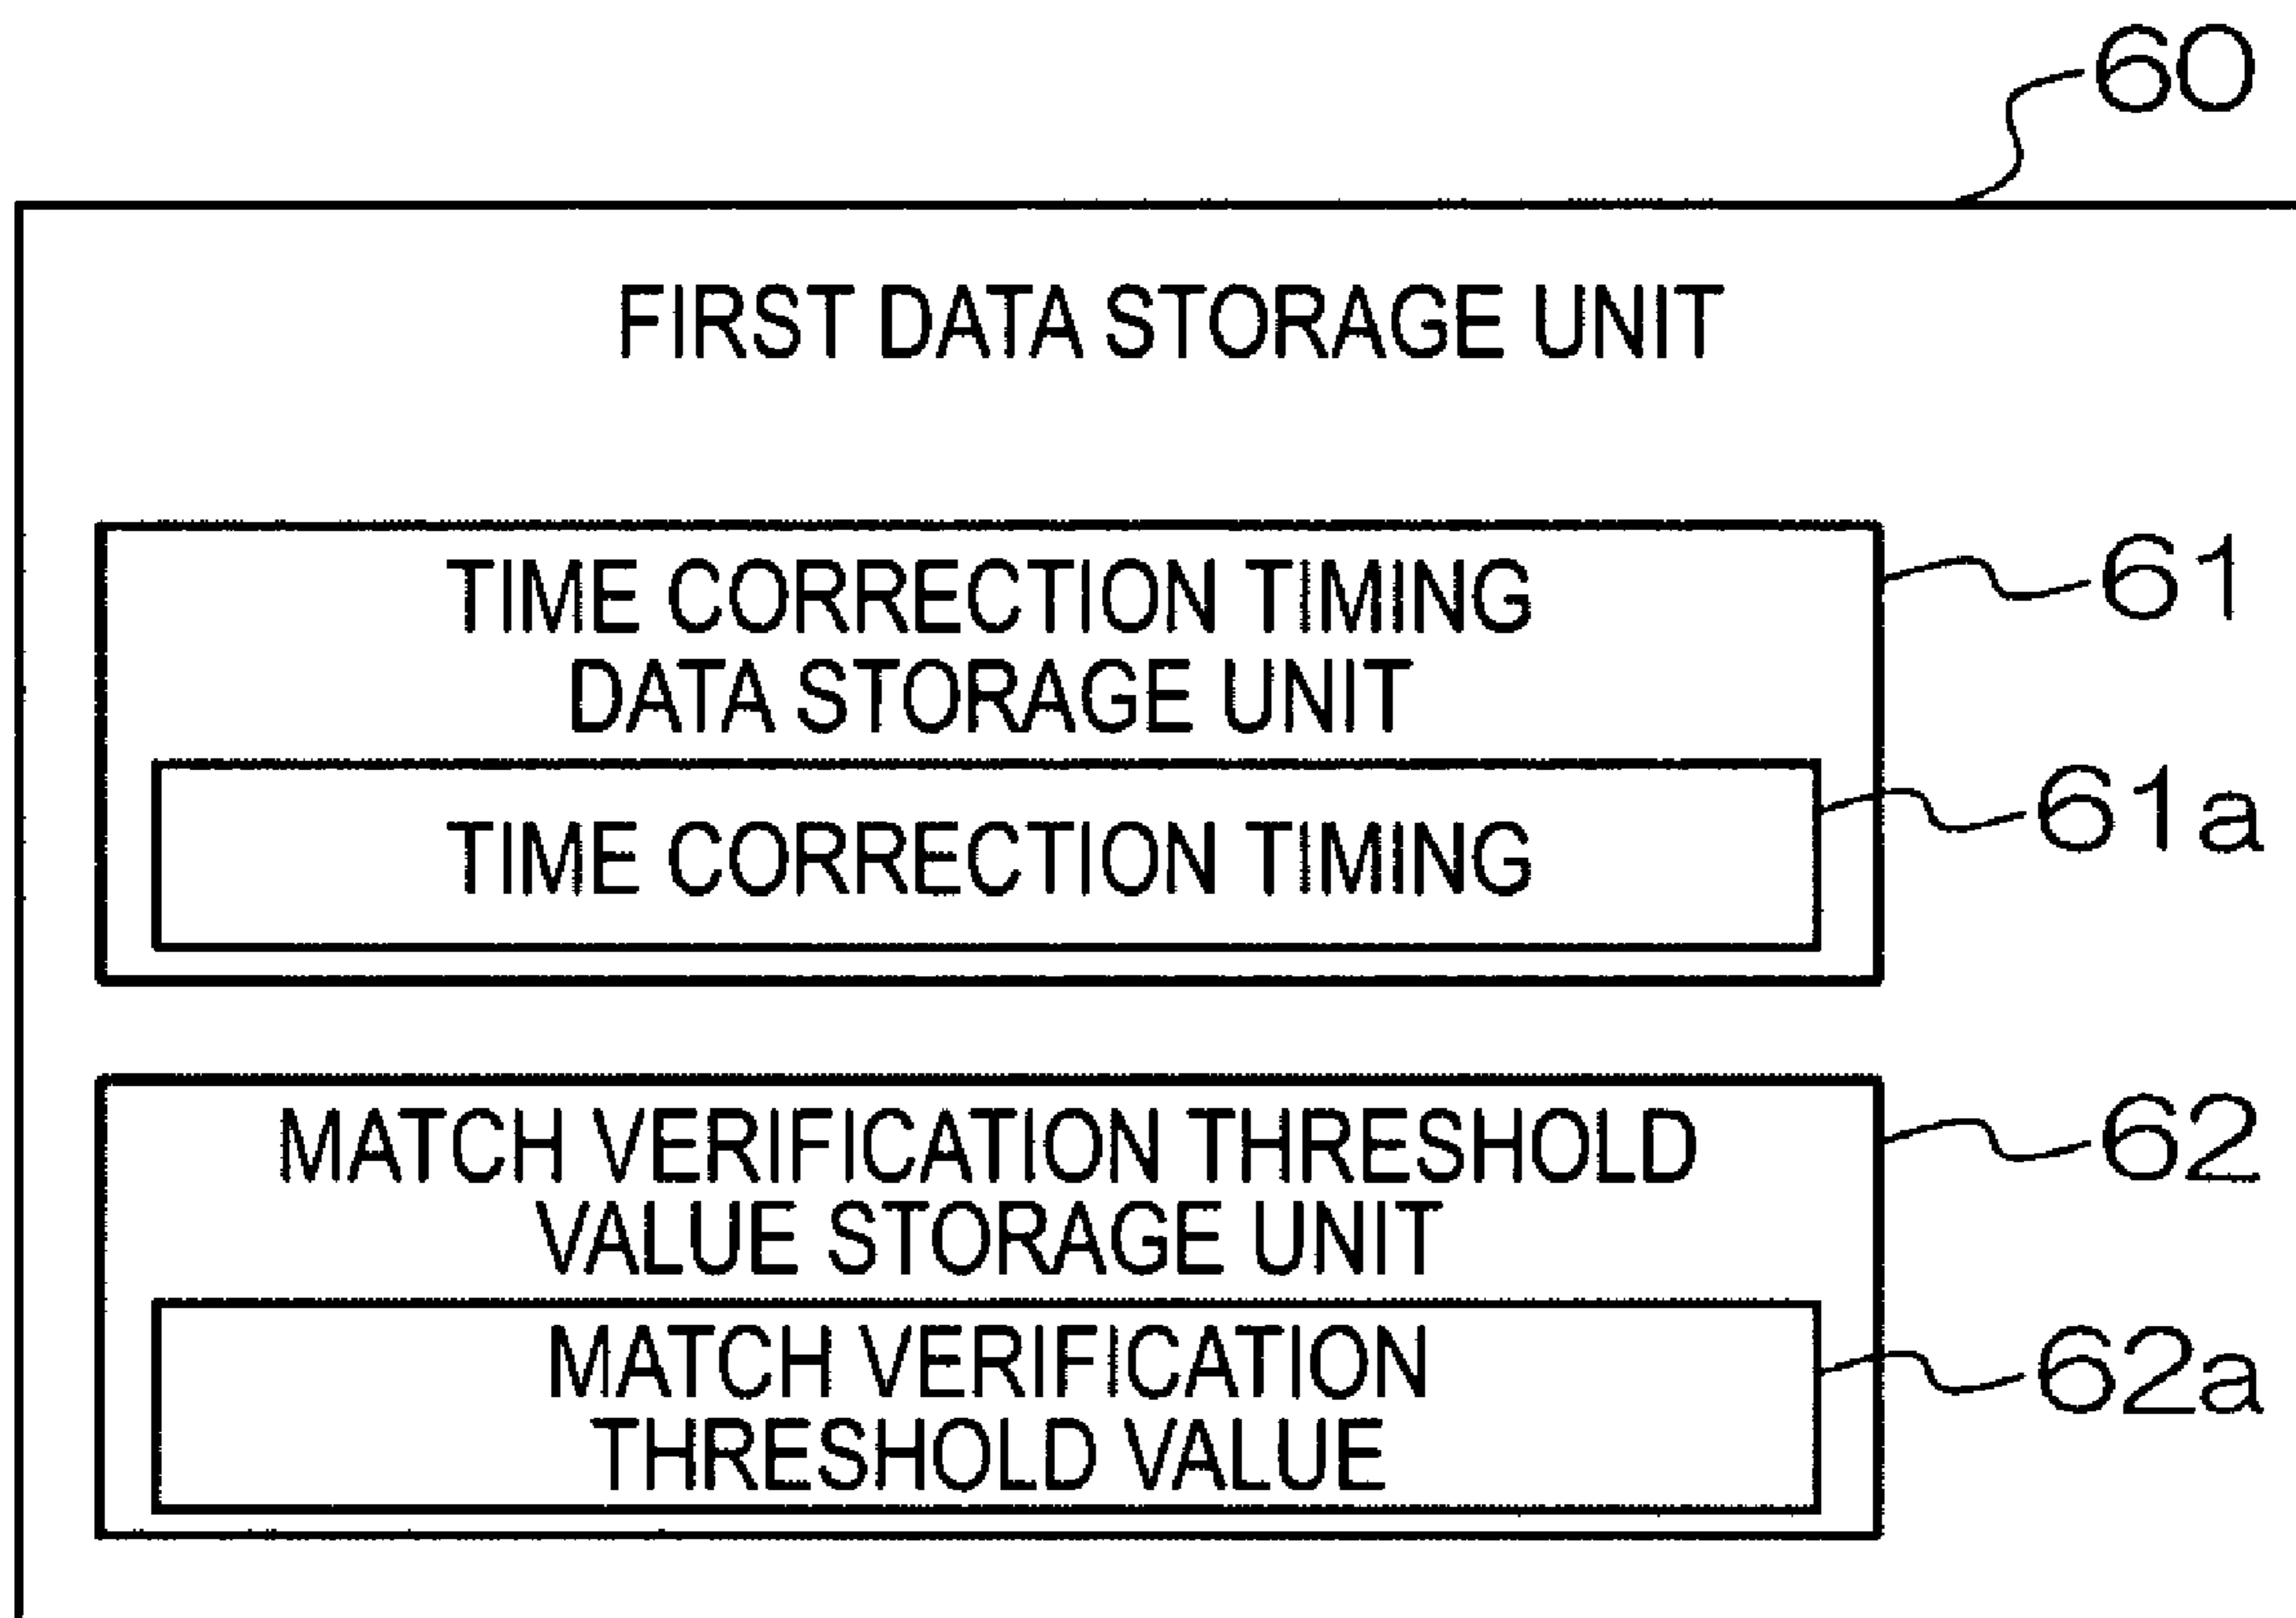 60
FIRST DATA STORAGE UNIT
TIME CORRECTION TIMING
DATA STORAGE UNIT
61
TIME CORRECTION TIMING
61a
MATCH VERIFICATION THRESHOLD
VALUE STORAGE UNIT
62
MATCH VERIFICATION
THRESHOLD VALUE
62a